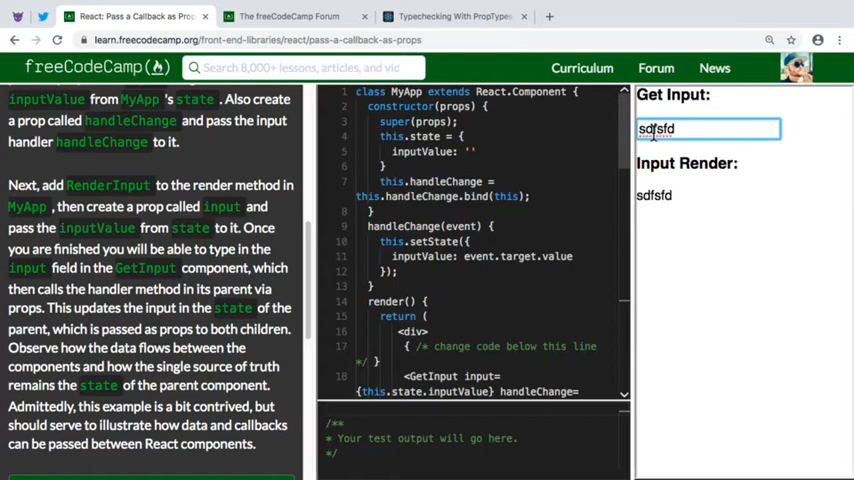 React: Pass a Callback as Prop
The freeCodeCamp Forum
Typechecking With PropTypes
learn.freecodecamp.org/front-end-libraries/react/pass-a-callback-as-props
freeCodeCamp
Search 8,000+ lessons, articles, and vid
Curriculum
Forum
News
inputValue from MyApp 's state. Also create
a prop called handleChange and pass the input
handler handleChange to it.
Next, add RenderInput to the render method in
MyApp , then create a prop called input and
pass the inputValue from state to it. Once
you are finished you will be able to type in the
input field in the GetInput component, which
then calls the handler method in its parent via
props. This updates the input in the state of the
parent, which is passed as props to both children.
Observe how the data flows between the
components and how the single source of truth
remains the state of the parent component.
Admittedly, this example is a bit contrived, but
should serve to illustrate how data and callbacks
can be passed between React components.
1 class MyApp extends React.Component {
2 constructor(props) {
3 super(props);
4 this.state = {
5 inputValue: ''
6 }
7 this.handleChange =
this.handleChange.bind(this);
8 }
9 handleChange(event) {
10 this.setState({
11 inputValue: event.target.value
12 });
13 }
14 render() {
15 return (
16 <div>
17 { /* change code below this line
*/ }
18 <GetInput input=
{this.state.inputValue} handleChange=
/**
* Your test output will go here.
*/
Get Input:
sdfsfd
Input Render:
sdfsfd